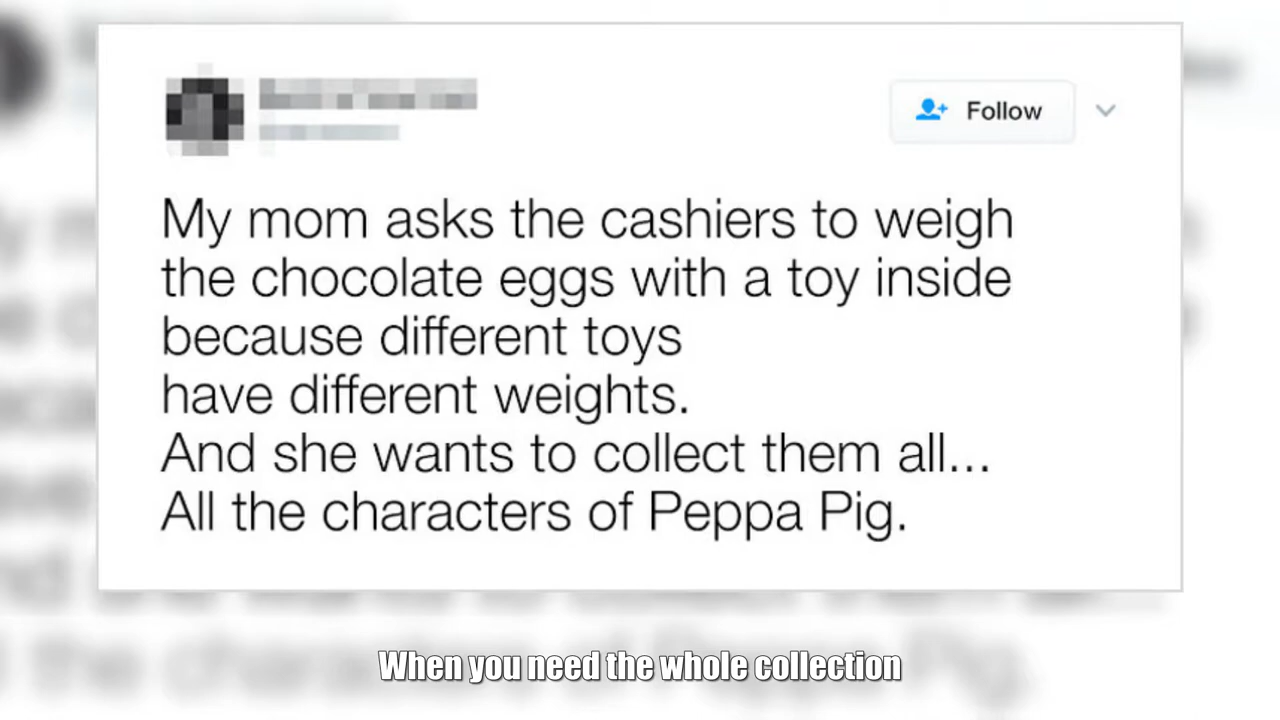 Follow
My mom asks the cashiers to weigh
the chocolate eggs with a toy inside
because different toys
have different weights.
And she wants to collect them all...
All the characters of Peppa Pig.
When you need the whole collection